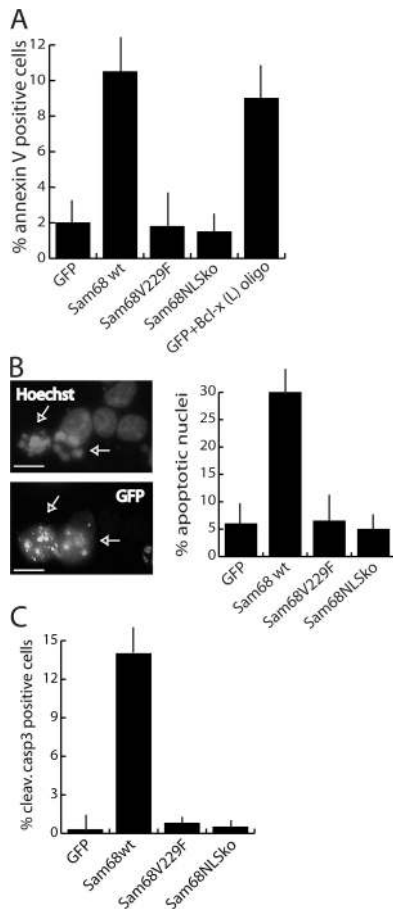 A
% annexin V positive cells
12
10
8
6
4
2
0
GFP
Sam68 wt
Sam68V229F
Sam68NLSko
GFP+Bcl-x (L) oligo
B
Hoechst
GFP
% apoptotic nuclei
30
25
20
15
10
5
0
GFP
Sam68 wt
Sam68V229F
Sam68NLSko
C
% cleav. casp3 positive cells
15
12
9
6
3
0
GFP
Sam68wt
Sam68V229F
Sam68NLSko